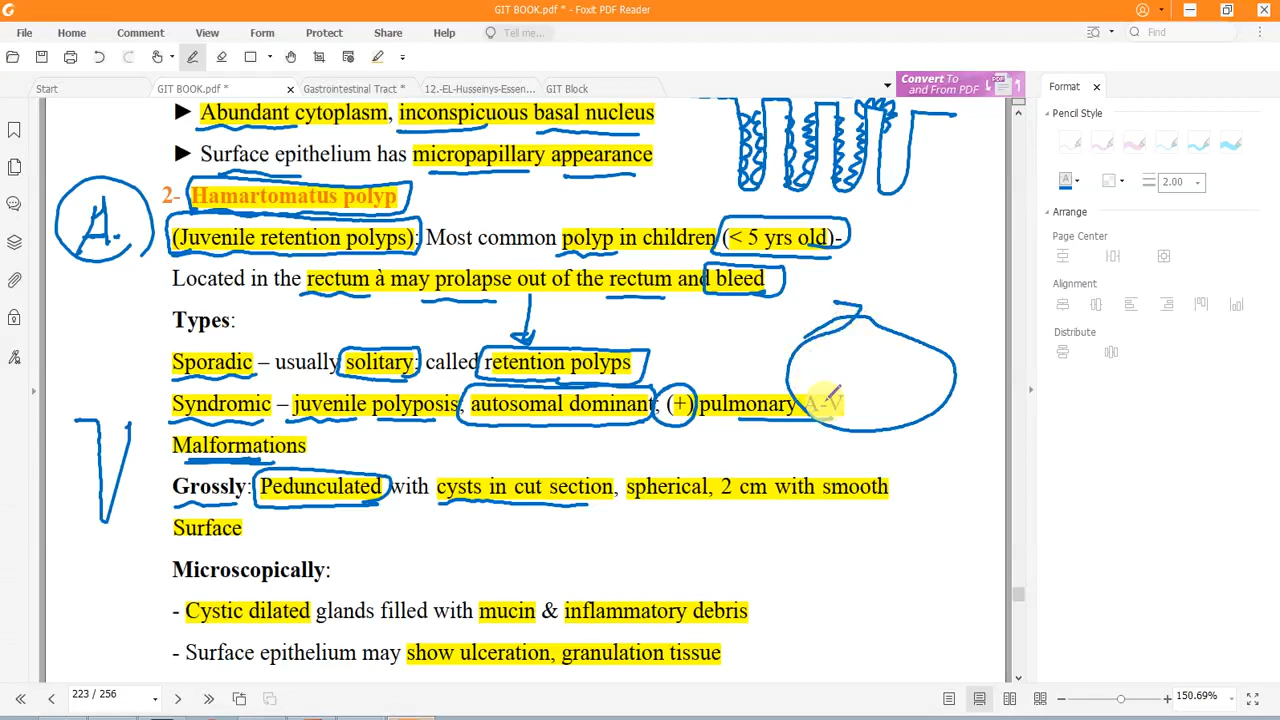 GIT BOOK.pdf * - Foxit PDF Reader
File Home Comment View Form Protect Share Help Tell me... Find
Start GIT BOOK.pdf * Gastrointestinal Tract * 12.-EL-Husseinys-Essen... GIT Block
Convert To
and From PDF
PDF
► Abundant cytoplasm, inconspicuous basal nucleus
► Surface epithelium has micropapillary appearance
A.
2- Hamartomatus polyp
(Juvenile retention polyps): Most common polyp in children (< 5 yrs old)-
Located in the rectum à may prolapse out of the rectum and bleed
Types:
Sporadic – usually solitary: called retention polyps
Syndromic – juvenile polyposis, autosomal dominant; (+) pulmonary A-V
Malformations
Grossly: Pedunculated with cysts in cut section, spherical, 2 cm with smooth
Surface
Microscopically:
- Cystic dilated glands filled with mucin & inflammatory debris
- Surface epithelium may show ulceration, granulation tissue
Format
Pencil Style
2.00
Arrange
Page Center
Alignment
Distribute
223 / 256
150.69%